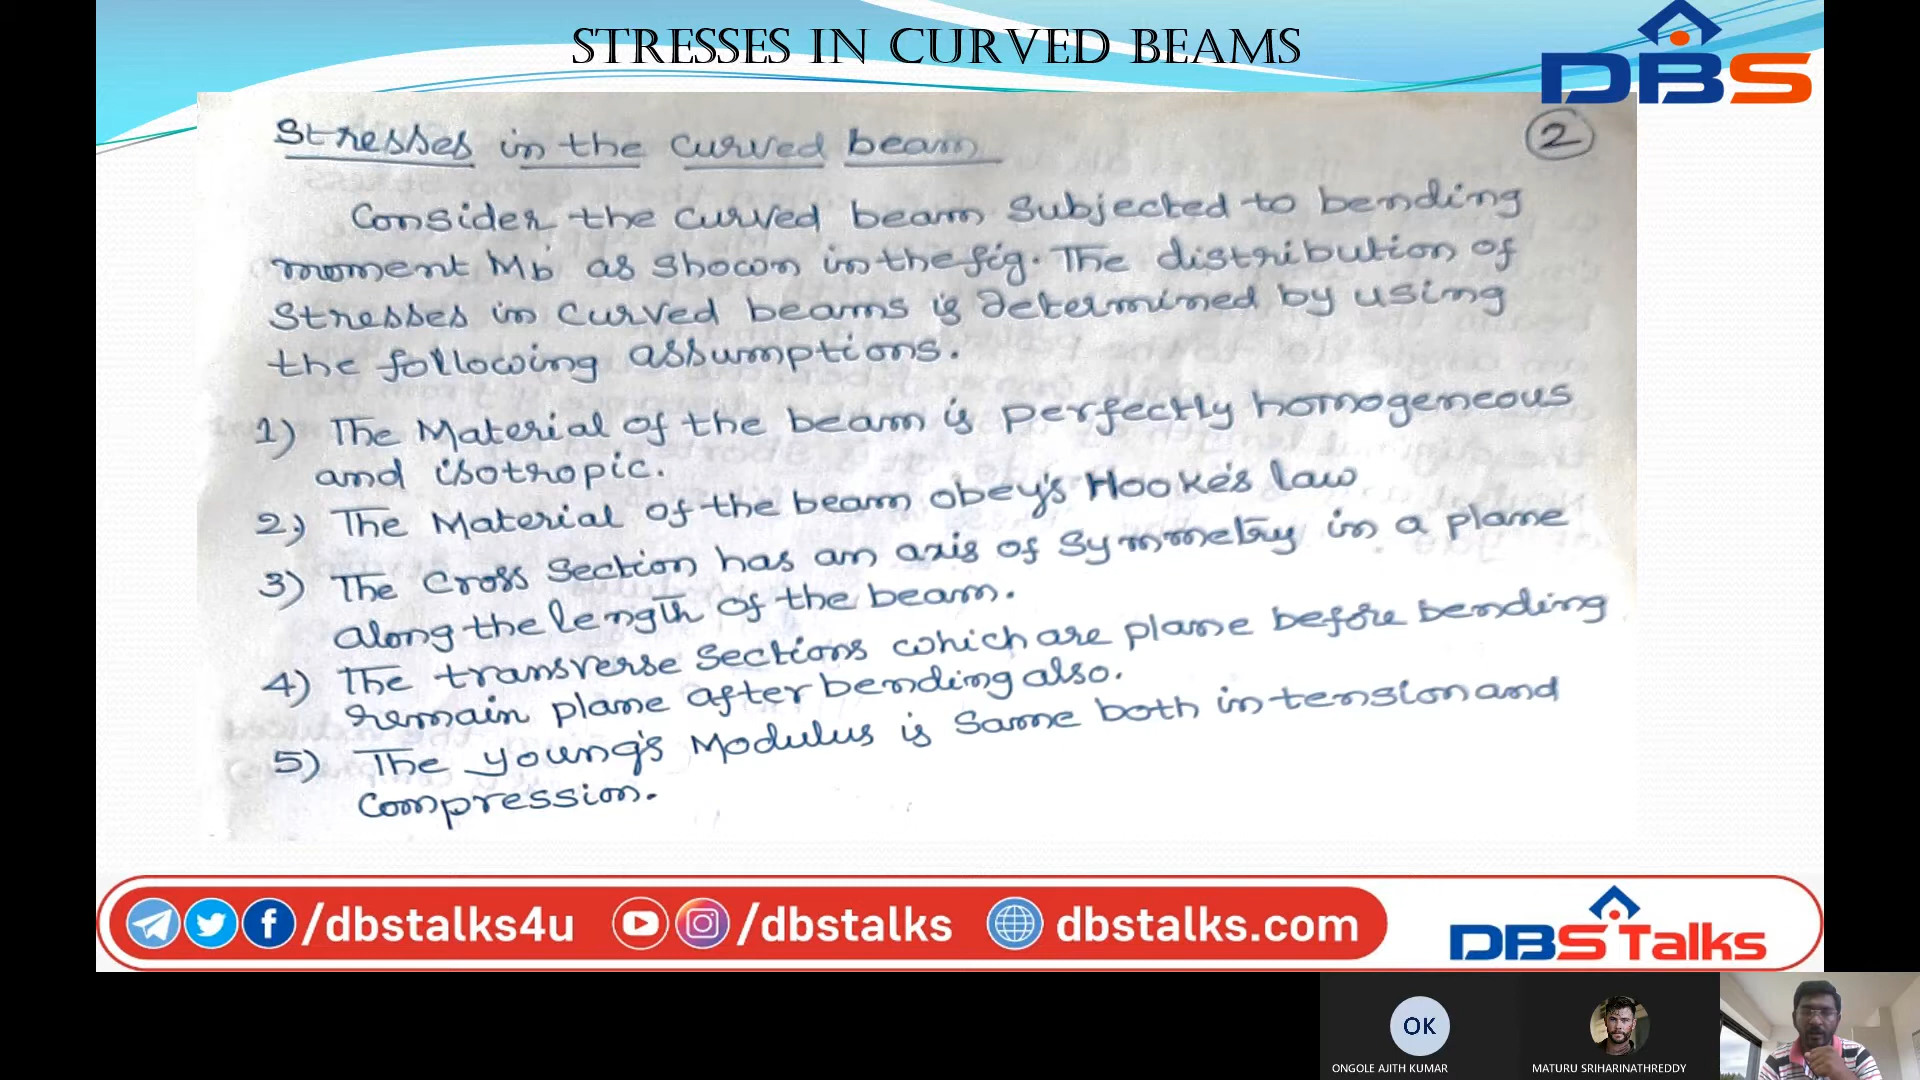 STRESSES IN CURVED BEAMS
DBS
Stresses in the curved beam
2
Consider the curved beam subjected to bending
moment Mb' as shown in the fig. The distribution of
stresses in curved beams is determined by using
the following assumptions.
1) The Material of the beam is perfectly homogeneous
and isotropic.
2) The Material of the beam obey's Hooke's law
3) The Cross section has an axis of symmetry in a plane
along the length of the beam.
4) The transverse sections which are plane before bending
remain plane after bending also.
5) The young's Modulus is same both in tension and
compression.
/dbstalks4u /dbstalks dbstalks.com
DBS Talks
OK
ONGOLE AJITH KUMAR
MATURU SRIHARINATHREDDY